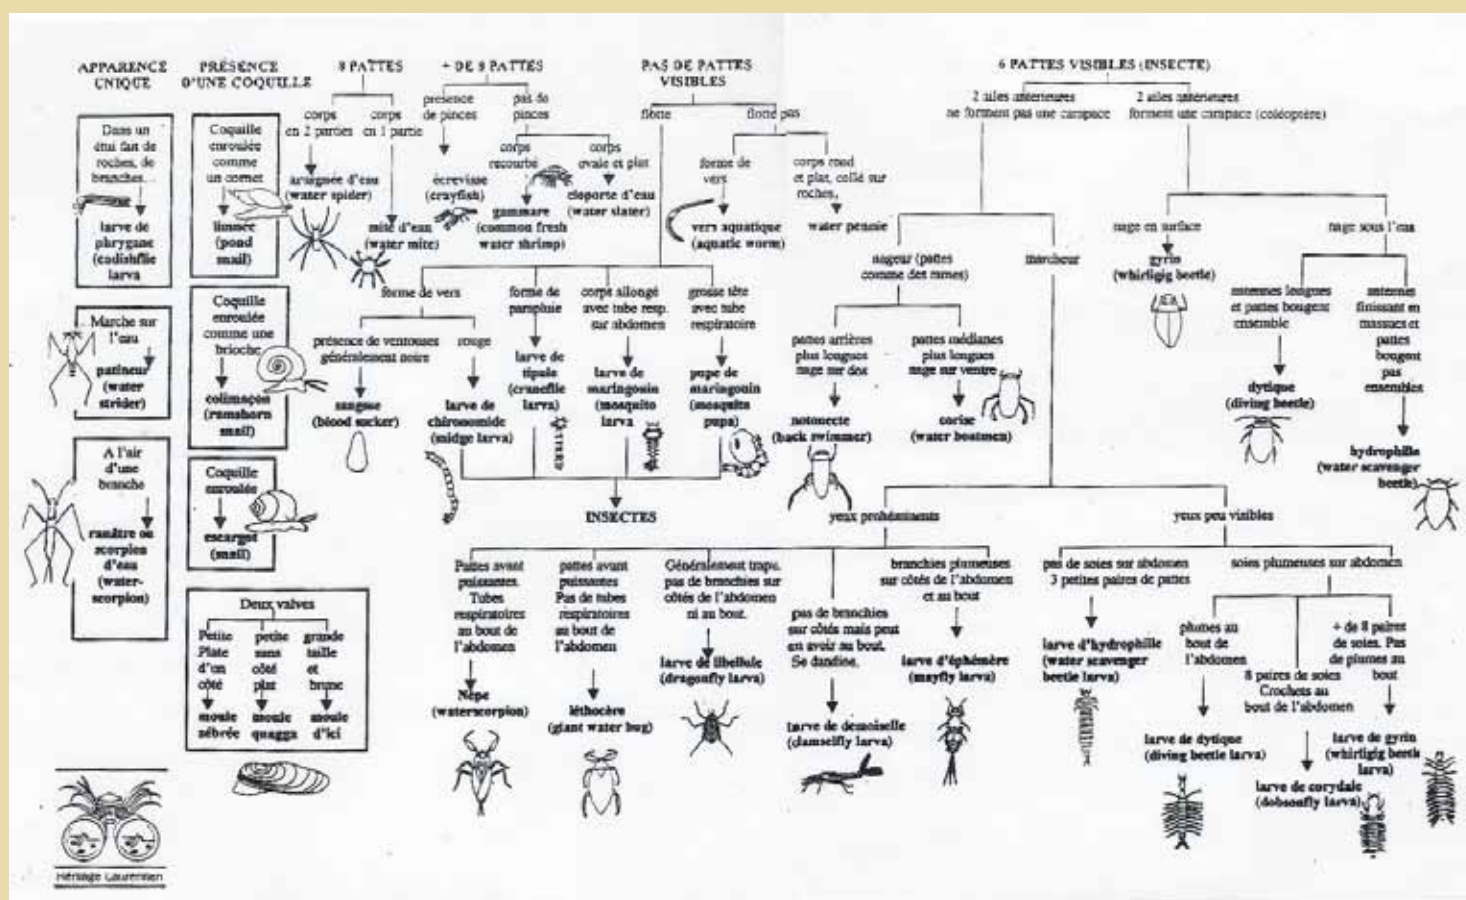 APPARENCE
UNIQUE
Dans un
étui fait de
roches, de
branches...
larve de
phrygane
(cadishflie
larva
Marche sur
l'eau
patineur (water
strider)
A l'air
d'une
branche
ranâtre ou
scorpion
d'eau
(water-
scorpion)
PRÉSENCE
D'UNE COQUILLE
Coquille
enroulée
comme
un cornet
limnée
(pond
snail)
Coquille
enroulée
comme une
brioche
colimaçon
(ramshorn
snail)
Coquille
enroulée
escargot
(snail)
Deux valves
Petite
Plate
d'un
côté
moule
zébrée
petite
sans
côté
plat
moule
quagga
grande
taille
et
brune
moule
d'ici
8 PATTES
corps
en 2 parties
araignée d'eau
(water spider)
corps
en 1 partie
mite d'eau
(water mite)
+ DE 8 PATTES
présence
de pinces
écrevisse
(crayfish)
pas de
pinces
corps
recourbé
gammare
(common fresh
water shrimp)
corps
ovale et plat
cloporte d'eau
(water slater)
PAS DE PATTES
VISIBLES
flotte
forme de vers
présence de ventouses
généralement noire
sangsue
(blood sucker)
rouge
larve de
chironomide
(midge larva)
forme de
parapluie
larve de
tipule
(craneflie
larva)
corps allongé
avec tube resp.
sur abdomen
larve de
maringouin
(mosquito
larva
grosse tête
avec tube
respiratoire
pupe de
maringouin
(mosquito
pupa)
INSECTES
flotte pas
forme de
vers
vers aquatique
(aquatic worm)
corps rond
et plat, collé sur
roches.
water pennie
6 PATTES VISIBLES (INSECTE)
2 ailes antérieures
ne forment pas une carapace
nageur (pattes
comme des rames)
pattes arrières
plus longues
nage sur dos
notonecte
(back swimmer)
pattes médianes
plus longues
nage sur ventre
corise
(water boatmen)
marcheur
yeux proéminents
Pattes avant
puissantes.
Tubes
respiratoires
au bout de
l'abdomen
Nèpe
(waterscorpion)
pattes avant
puissantes
Pas de tubes
respiratoires
au bout de
l'abdomen
léthocère
(giant water bug)
Généralement trapu.
pas de branchies sur
côtés de l'abdomen
ni au bout.
larve de libellule
(dragonfly larva)
pas de branchies
sur côtés mais peut
en avoir au bout.
Se dandine.
larve de demoiselle
(damselfly larva)
branchies plumeuses
sur côtés de l'abdomen
et au bout
larve d'éphémère
(mayfly larva)
yeux peu visibles
pas de soies sur abdomen
3 petites paires de pattes
larve d'hydrophille
(water scavenger
beetle larva)
soies plumeuses sur abdomen
plumes au
bout de
l'abdomen
larve de dytique
(diving beetle larva)
8 paires de soies
Crochets au
bout de l'abdomen
larve de corydale
(dobsonfly larva)
+ de 8 paires
de soies. Pas
de plumes au
bout
larve de gyrin
(whirligig beetle
larva)
2 ailes antérieures
forment une carapace (coléoptère)
nage en surface
gyrin
(whirligig beetle)
nage sous l'eau
antennes longues
et pattes bougent
ensemble
dytique
(diving beetle)
antennes
finissant en
massues et
pattes
bougent
pas
ensembles
hydrophille
(water scavenger
beetle)
Héritage Laurentien